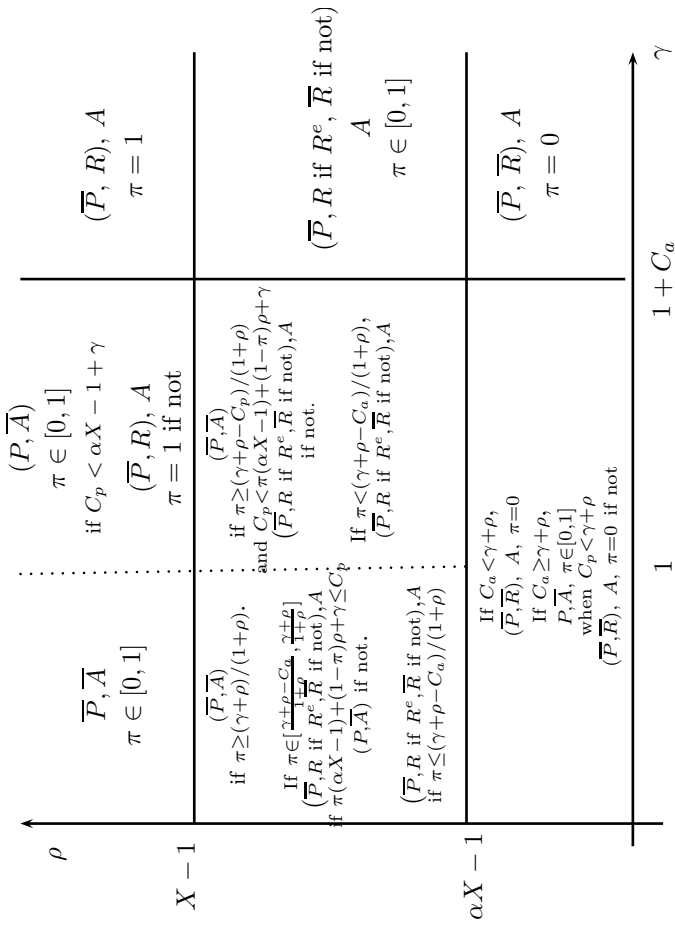 ρ
P̅, A̅
π ∈ [0, 1]
(P, A̅)
π ∈ [0, 1]
if C_p < αX − 1 + γ
(P̅, R), A
π = 1 if not
(P̅, R), A
π = 1
X − 1
(P̅,A̅)
if π≥(γ+ρ)/(1+ρ).
If π∈[(γ+ρ−C_a)/(1+ρ), (γ+ρ)/(1+ρ)]
(P̅,R if R^e,R̅ if not),A
if π(αX−1)+(1−π)ρ+γ≤C_p
(P,A̅) if not.
(P̅,R if R^e,R̅ if not),A
if π≤(γ+ρ−C_a)/(1+ρ)
(P̅,A̅)
if π≥(γ+ρ−C_p)/(1+ρ)
and C_p<π(αX−1)+(1−π)ρ+γ
(P̅,R if R^e,R̅ if not),A
if not.
If π<(γ+ρ−C_a)/(1+ρ),
(P̅,R if R^e,R̅ if not),A
(P̅, R if R^e, R̅ if not)
A
π ∈ [0, 1]
αX − 1
If C_a<γ+ρ,
(P̅,R̅), A, π=0
If C_a≥γ+ρ,
P,A̅, π∈[0,1]
when C_p<γ+ρ
(P̅,R̅), A, π=0 if not
(P̅, R̅), A
π = 0
1
1 + C_a
γ